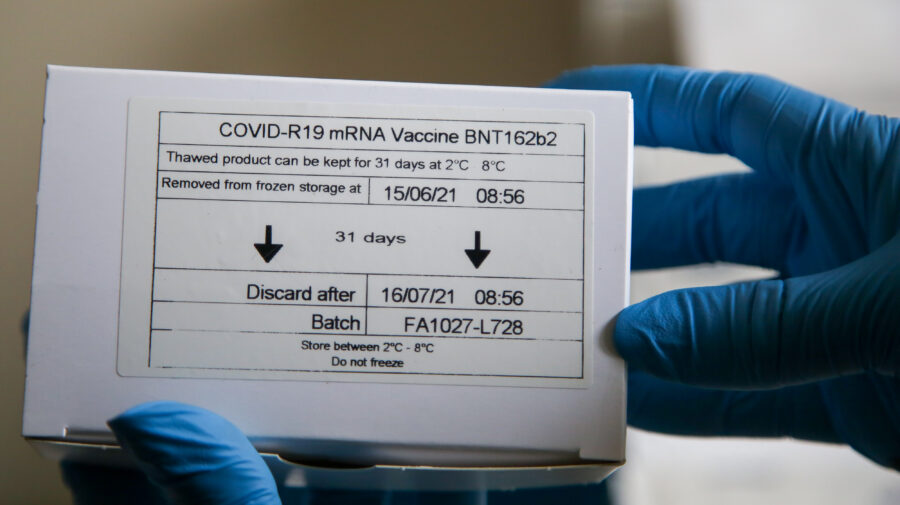 COVID-R19 mRNA Vaccine BNT162b2
Thawed product can be kept for 31 days at 2°C 8°C
Removed from frozen storage at 15/06/21 08:56
31 days
Discard after 16/07/21 08:56
Batch FA1027-L728
Store between 2°C - 8°C
Do not freeze